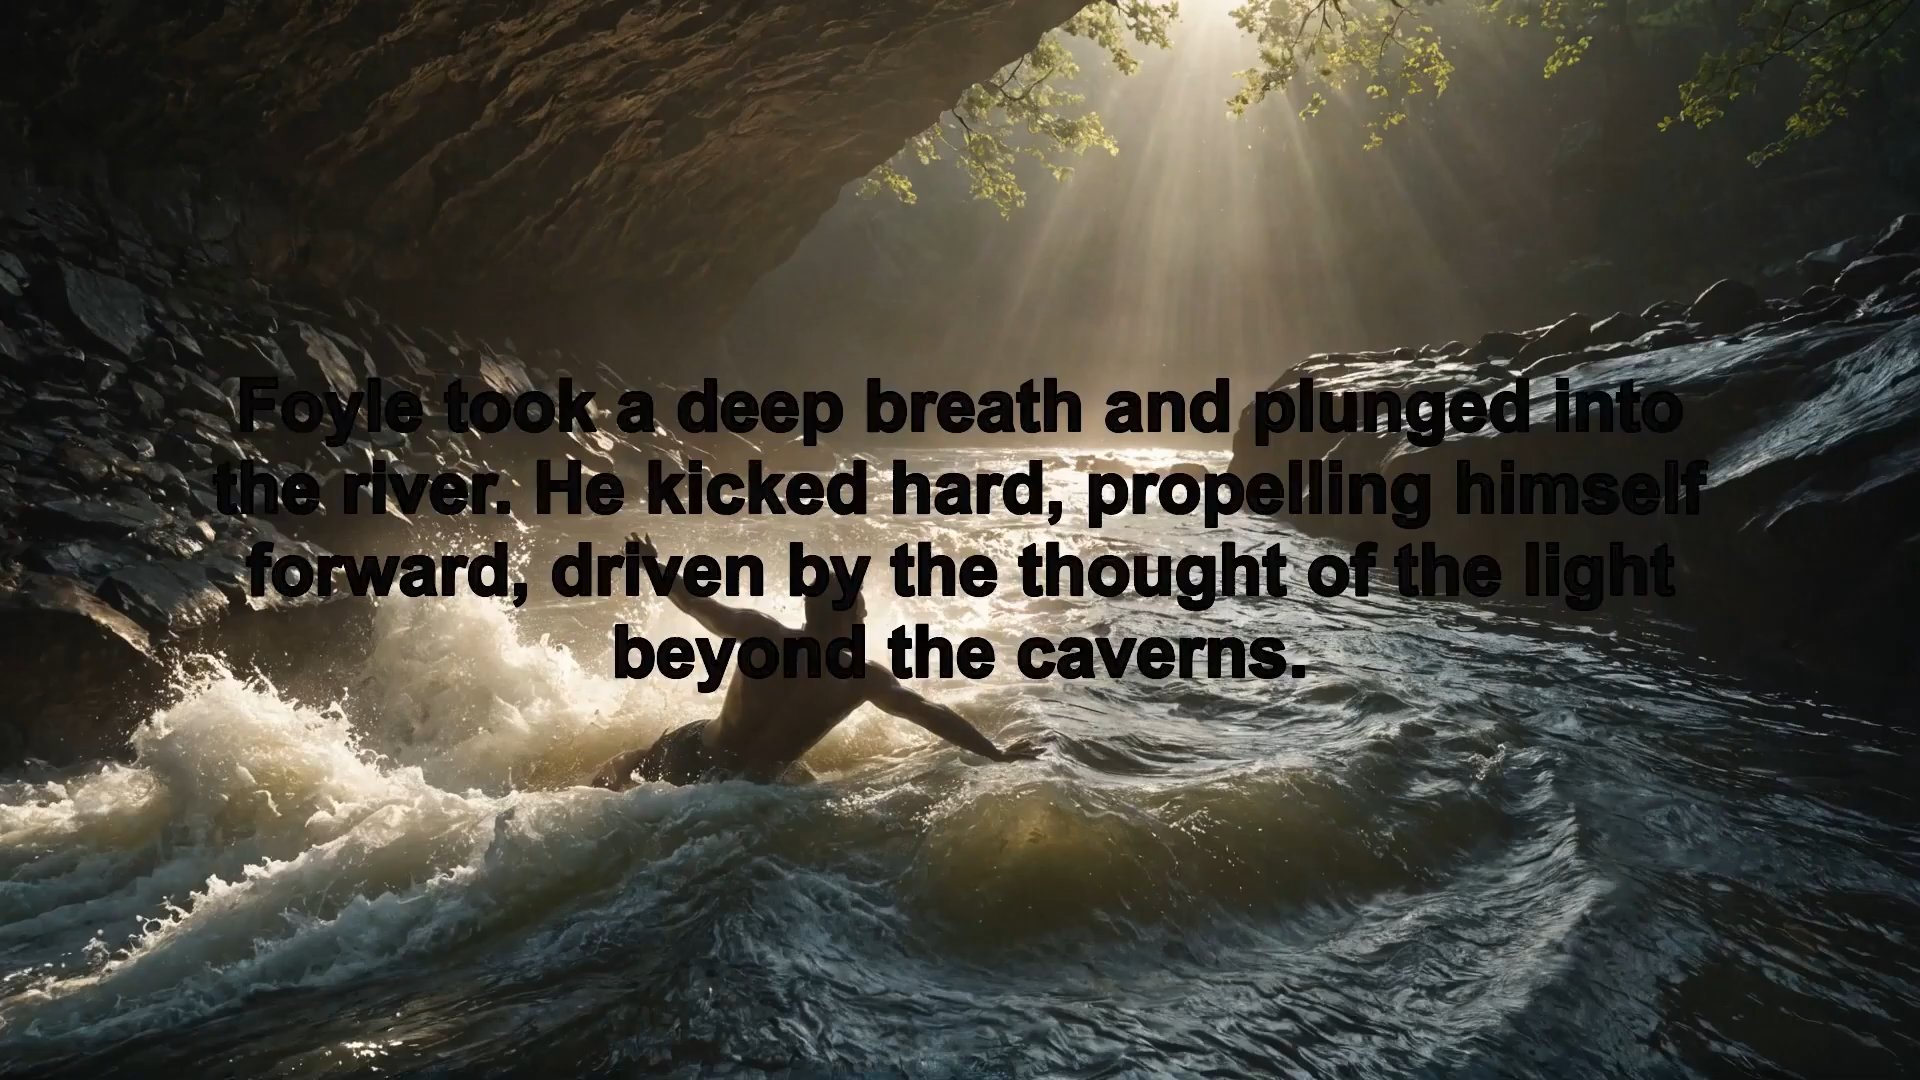 Foyle took a deep breath and plunged into
the river. He kicked hard, propelling himself
forward, driven by the thought of the light
beyond the caverns.